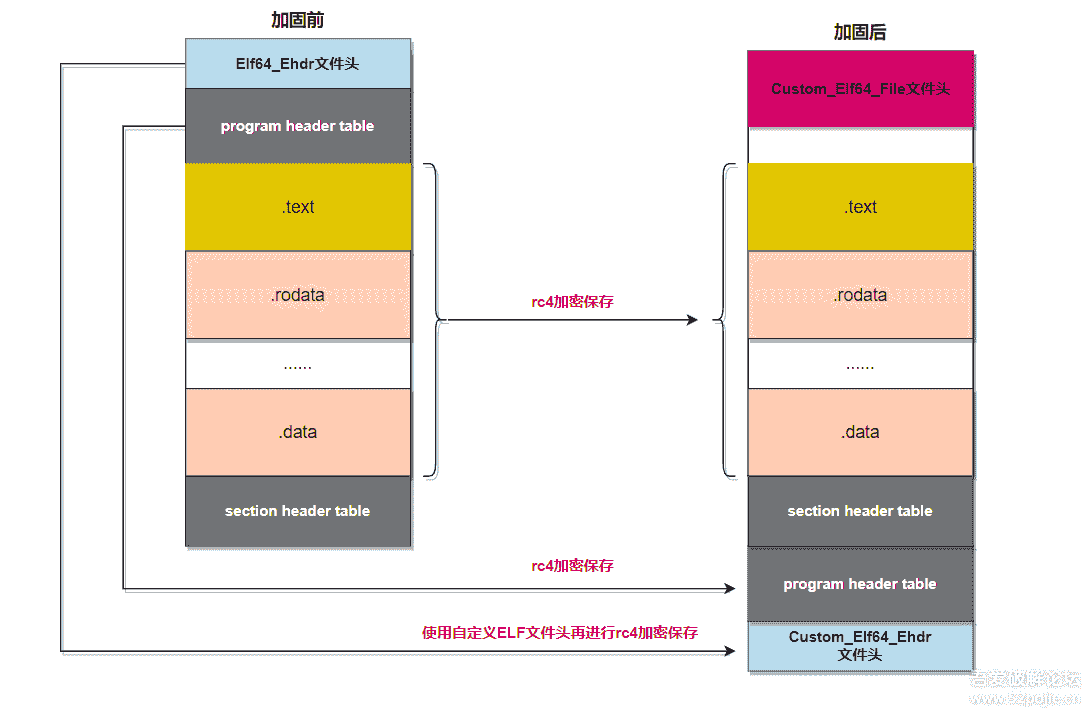 加固前
Elf64_Ehdr文件头
program header table
.text
.rodata
......
.data
section header table
rc4加密保存
rc4加密保存
使用自定义ELF文件头再进行rc4加密保存
加固后
Custom_Elf64_File文件头
.text
.rodata
......
.data
section header table
program header table
Custom_Elf64_Ehdr
文件头
吾爱破解论坛
www.52pojie.cn